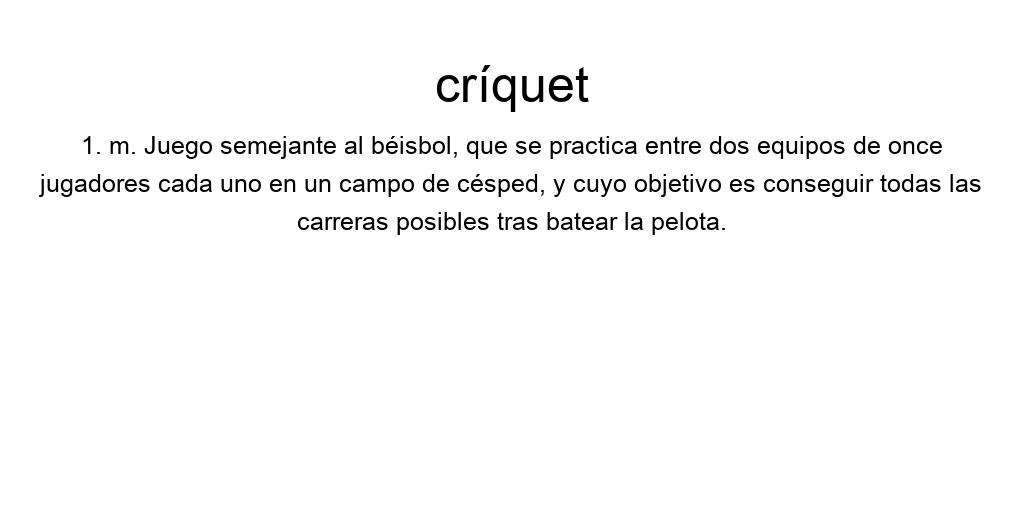 críquet
1. m. Juego semejante al béisbol, que se practica entre dos equipos de once
jugadores cada uno en un campo de césped, y cuyo objetivo es conseguir todas las
carreras posibles tras batear la pelota.